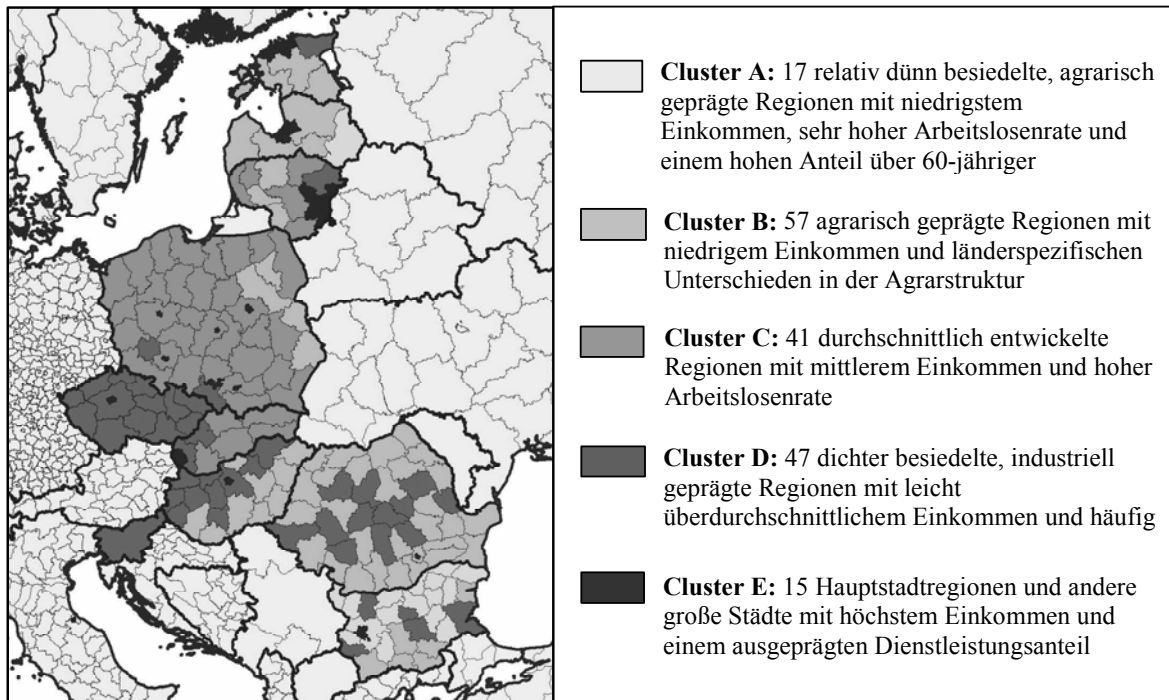 Cluster A: 17 relativ dünn besiedelte, agrarisch
geprägte Regionen mit niedrigstem
Einkommen, sehr hoher Arbeitslosenrate und
einem hohen Anteil über 60-jähriger
Cluster B: 57 agrarisch geprägte Regionen mit
niedrigem Einkommen und länderspezifischen
Unterschieden in der Agrarstruktur
Cluster C: 41 durchschnittlich entwickelte
Regionen mit mittlerem Einkommen und hoher
Arbeitslosenrate
Cluster D: 47 dichter besiedelte, industriell
geprägte Regionen mit leicht
überdurchschnittlichem Einkommen und häufig
Cluster E: 15 Hauptstadtregionen und andere
große Städte mit höchstem Einkommen und
einem ausgeprägten Dienstleistungsanteil